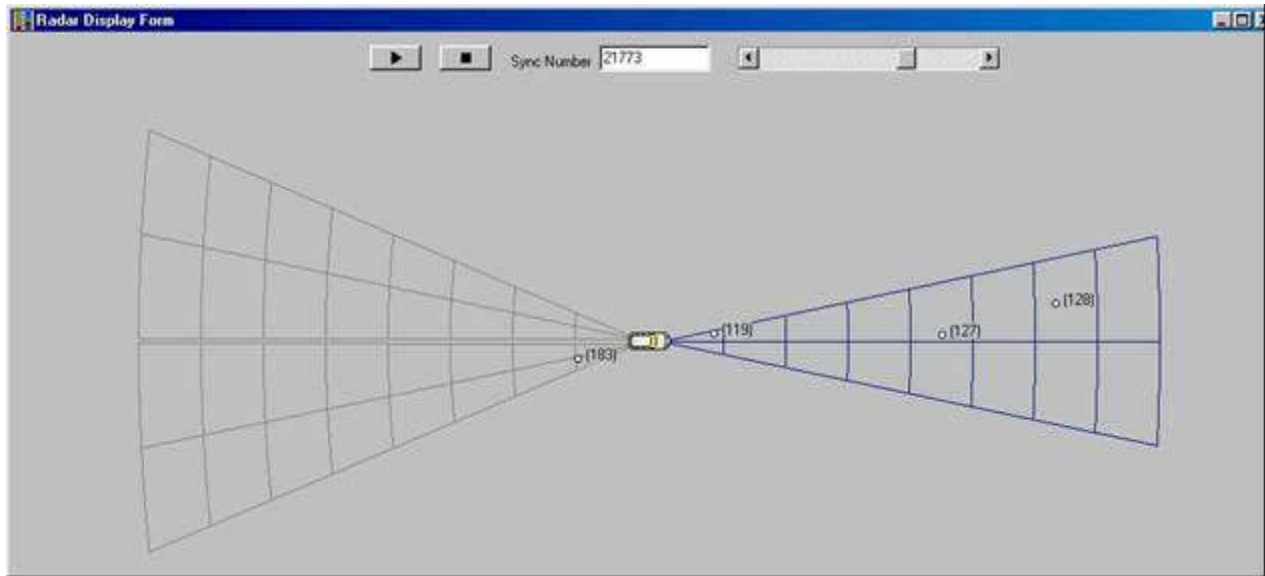 Radar Display Form
Sync Number 21773
(128)
(119)
(127)
(183)